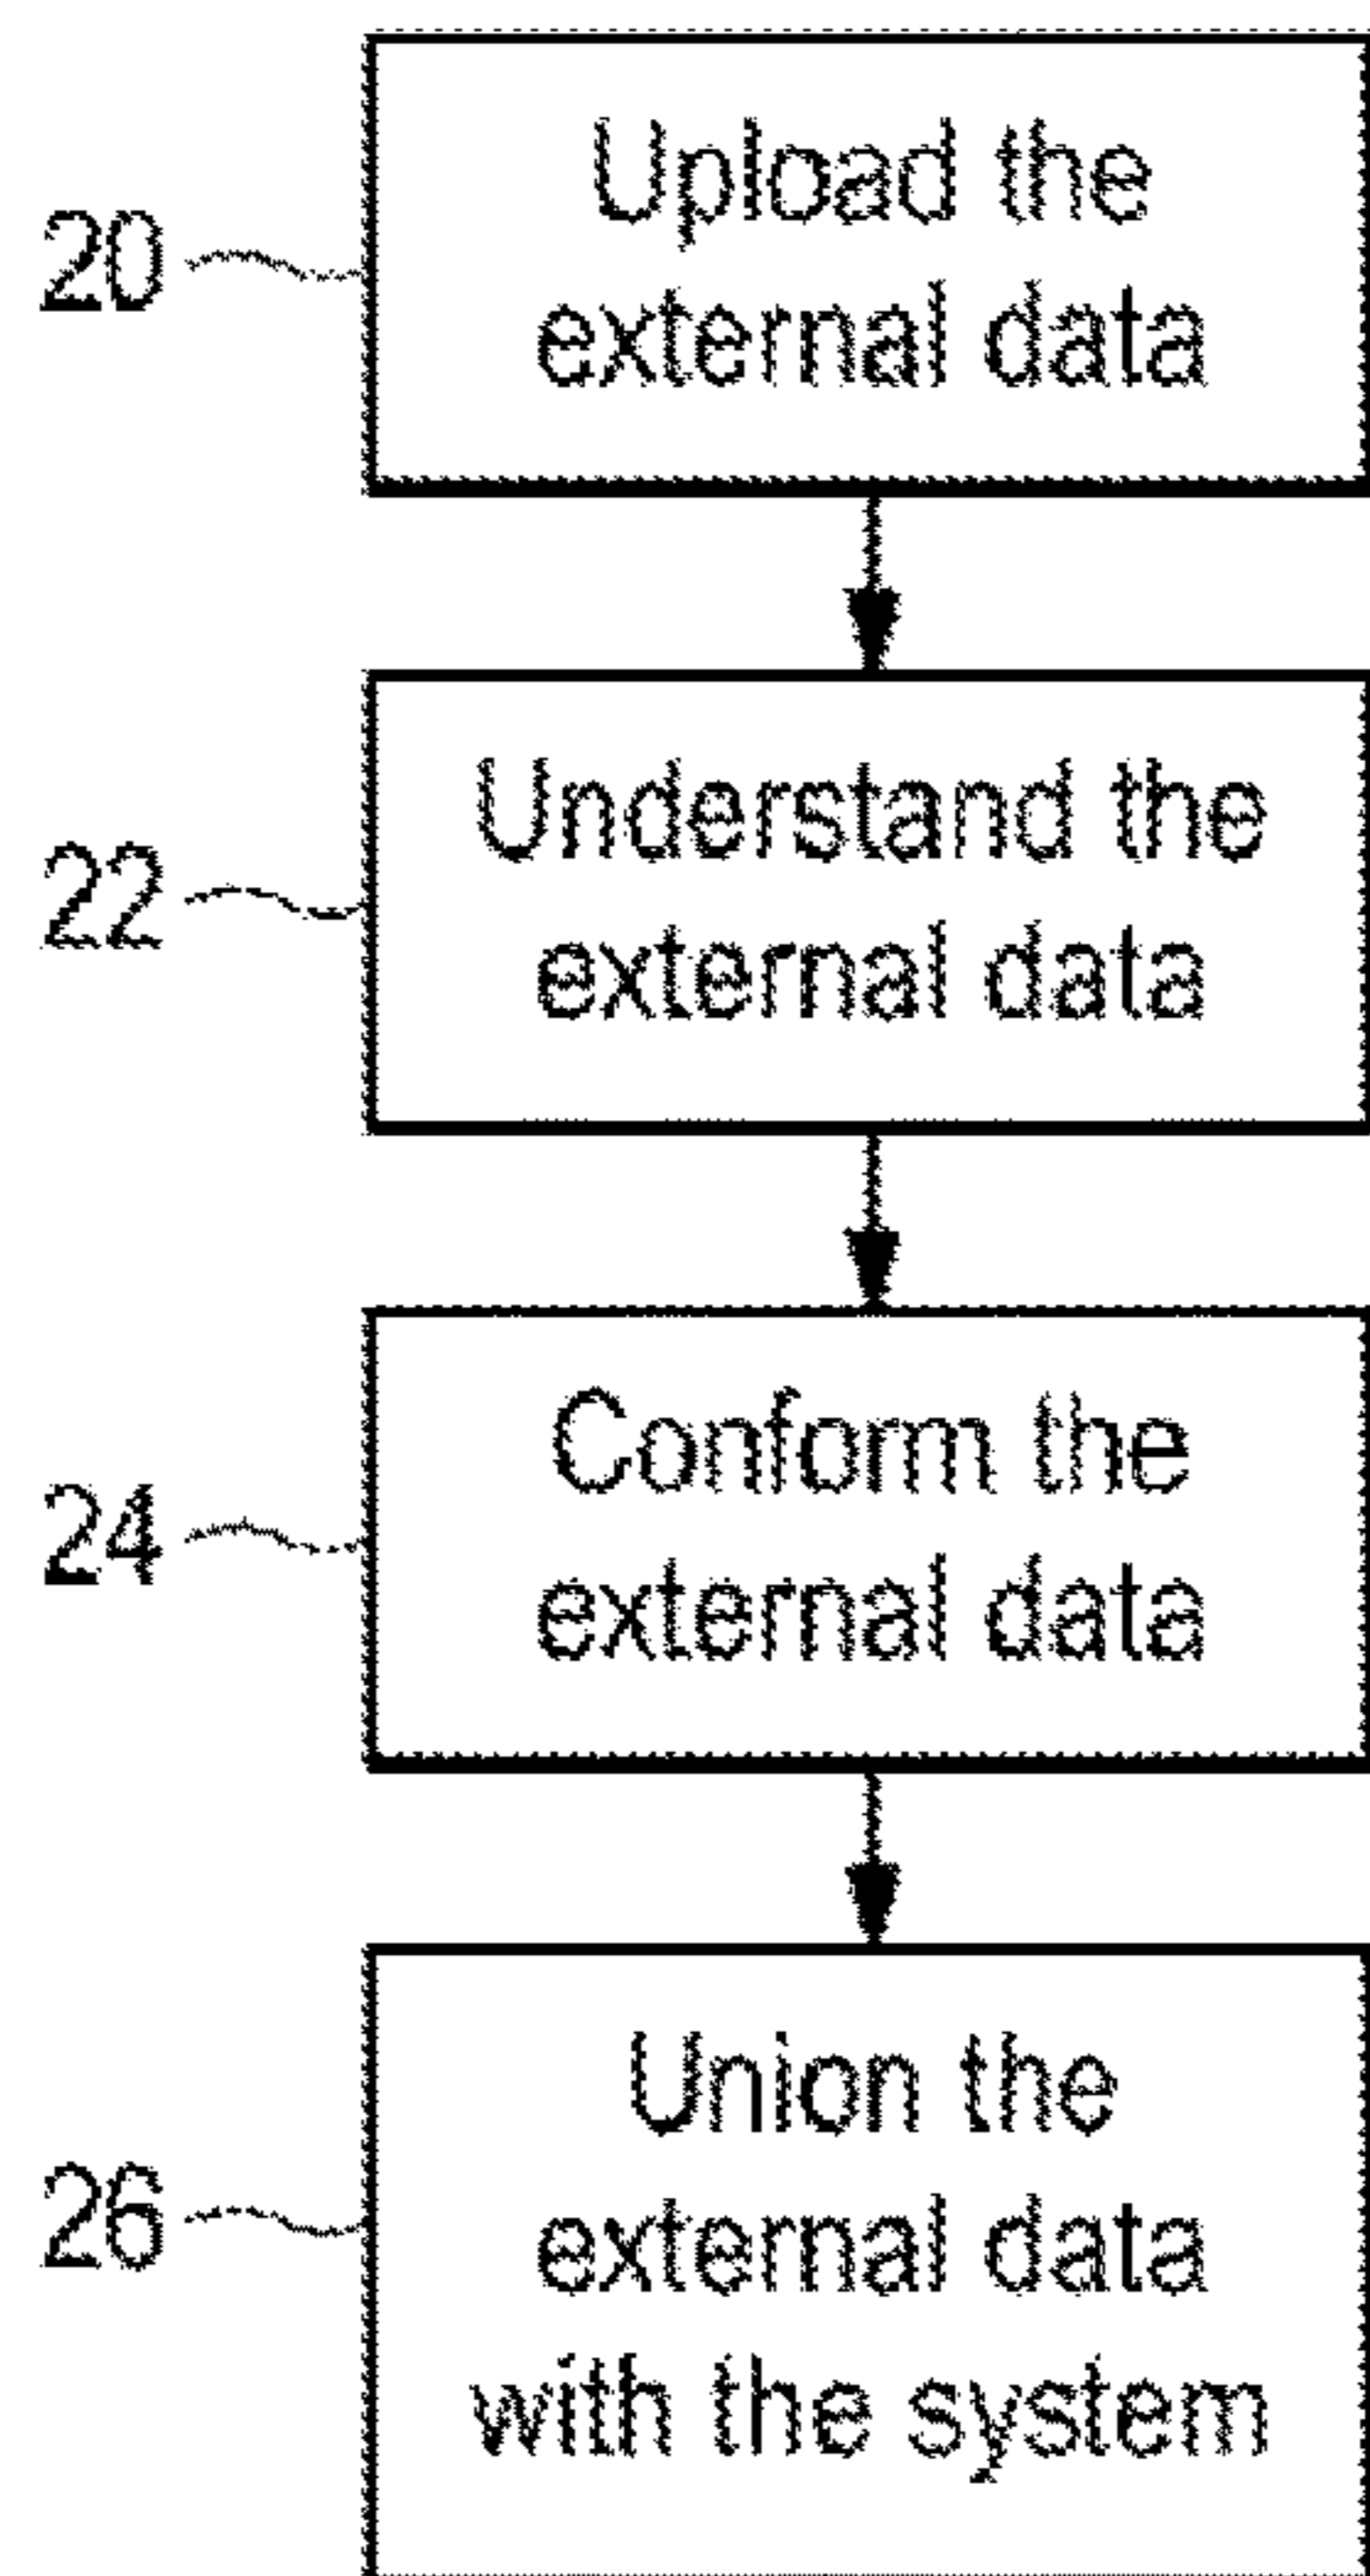 20
Upload the
external data
22
Understand the
external data
24
Conform the
external data
26
Union the
external data
with the system